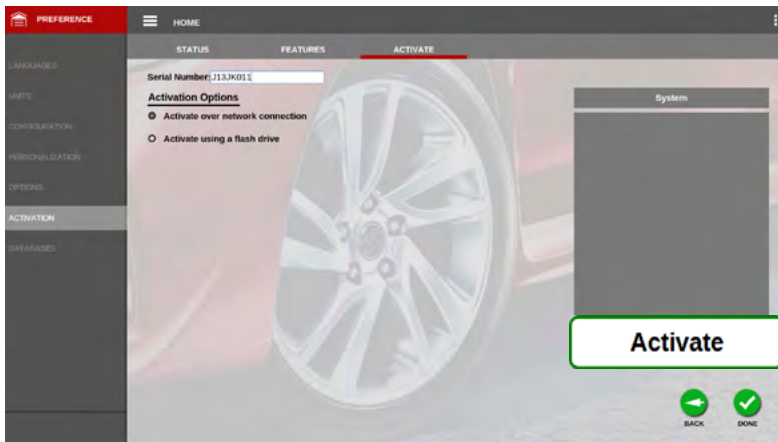 PREFERENCE
HOME
STATUS FEATURES ACTIVATE
LANGUAGES
UNITS
CONFIGURATION
PERSONALIZATION
OPTIONS
ACTIVATION
DATABASES
Serial Number: J13JK011
Activation Options
Activate over network connection
Activate using a flash drive
System
Activate
BACK DONE